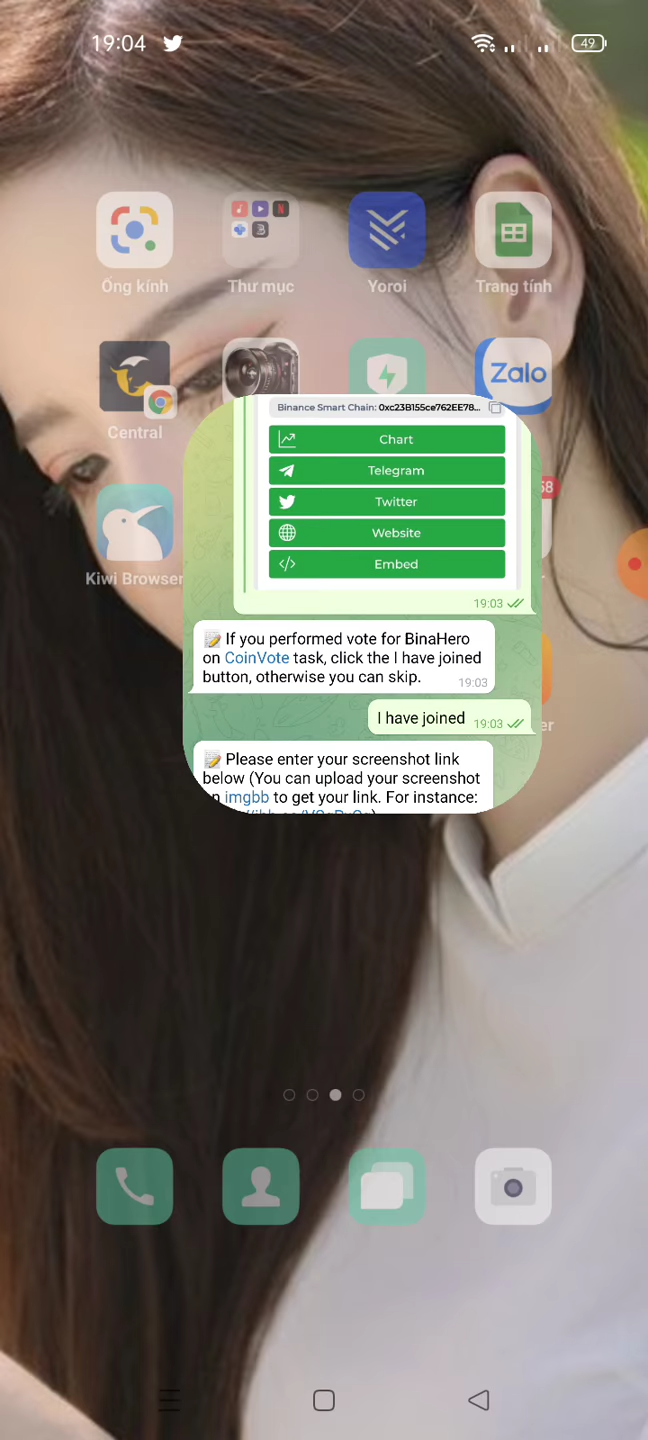 19:04
49
Ống kính
Thư mục
Yoroi
Trang tính
Zalo
Central
Binance Smart Chain: 0xc23B155ce762EE78...
Chart
Telegram
Twitter
Website
Embed
58
Kiwi Browser
19:03
📝 If you performed vote for BinaHero
on CoinVote task, click the I have joined
button, otherwise you can skip.
19:03
I have joined
19:03
er
📝 Please enter your screenshot link
below (You can upload your screenshot
imgbb to get your link. For instance: